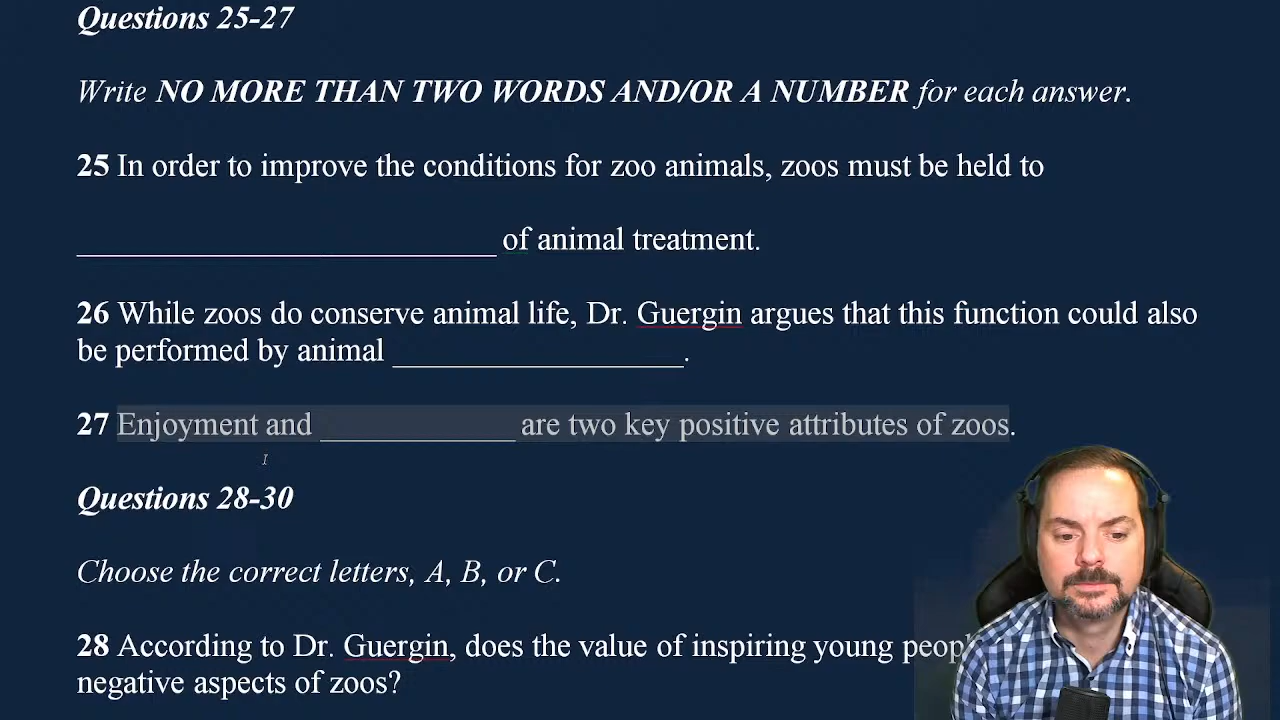 Questions 25-27
Write NO MORE THAN TWO WORDS AND/OR A NUMBER for each answer.
25 In order to improve the conditions for zoo animals, zoos must be held to
_____________________________ of animal treatment.
26 While zoos do conserve animal life, Dr. Guergin argues that this function could also
be performed by animal ____________________.
27 Enjoyment and _____________ are two key positive attributes of zoos.
Questions 28-30
Choose the correct letters, A, B, or C.
28 According to Dr. Guergin, does the value of inspiring young
negative aspects of zoos?